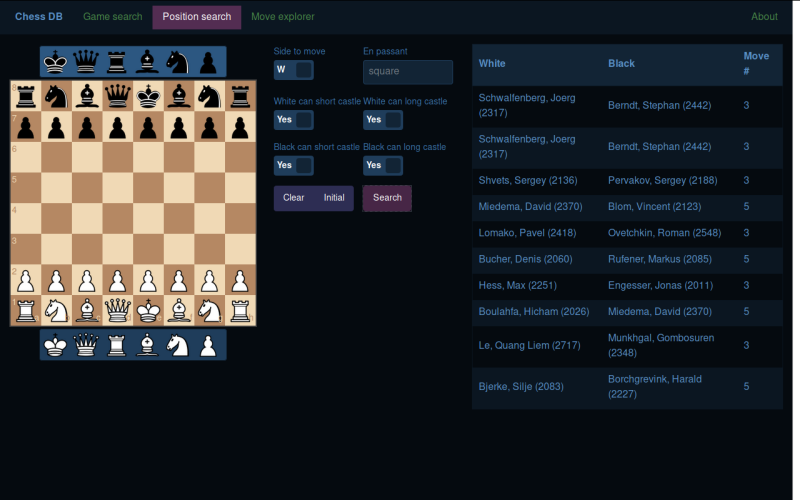 Chess DB Game search Position search Move explorer About
Side to move En passant
W square
White can short castle White can long castle
Yes Yes
Black can short castle Black can long castle
Yes Yes
Clear Initial Search
8
7
6
5
4
3
2
White Black Move #
Schwalfenberg, Joerg (2317) Berndt, Stephan (2442) 3
Schwalfenberg, Joerg (2317) Berndt, Stephan (2442) 3
Shvets, Sergey (2136) Pervakov, Sergey (2188) 3
Miedema, David (2370) Blom, Vincent (2123) 5
Lomako, Pavel (2418) Ovetchkin, Roman (2548) 3
Bucher, Denis (2060) Rufener, Markus (2085) 5
Hess, Max (2251) Engesser, Jonas (2011) 3
Boulahfa, Hicham (2026) Miedema, David (2370) 5
Le, Quang Liem (2717) Munkhgal, Gombosuren (2348) 3
Bjerke, Silje (2083) Borchgrevink, Harald (2227) 5